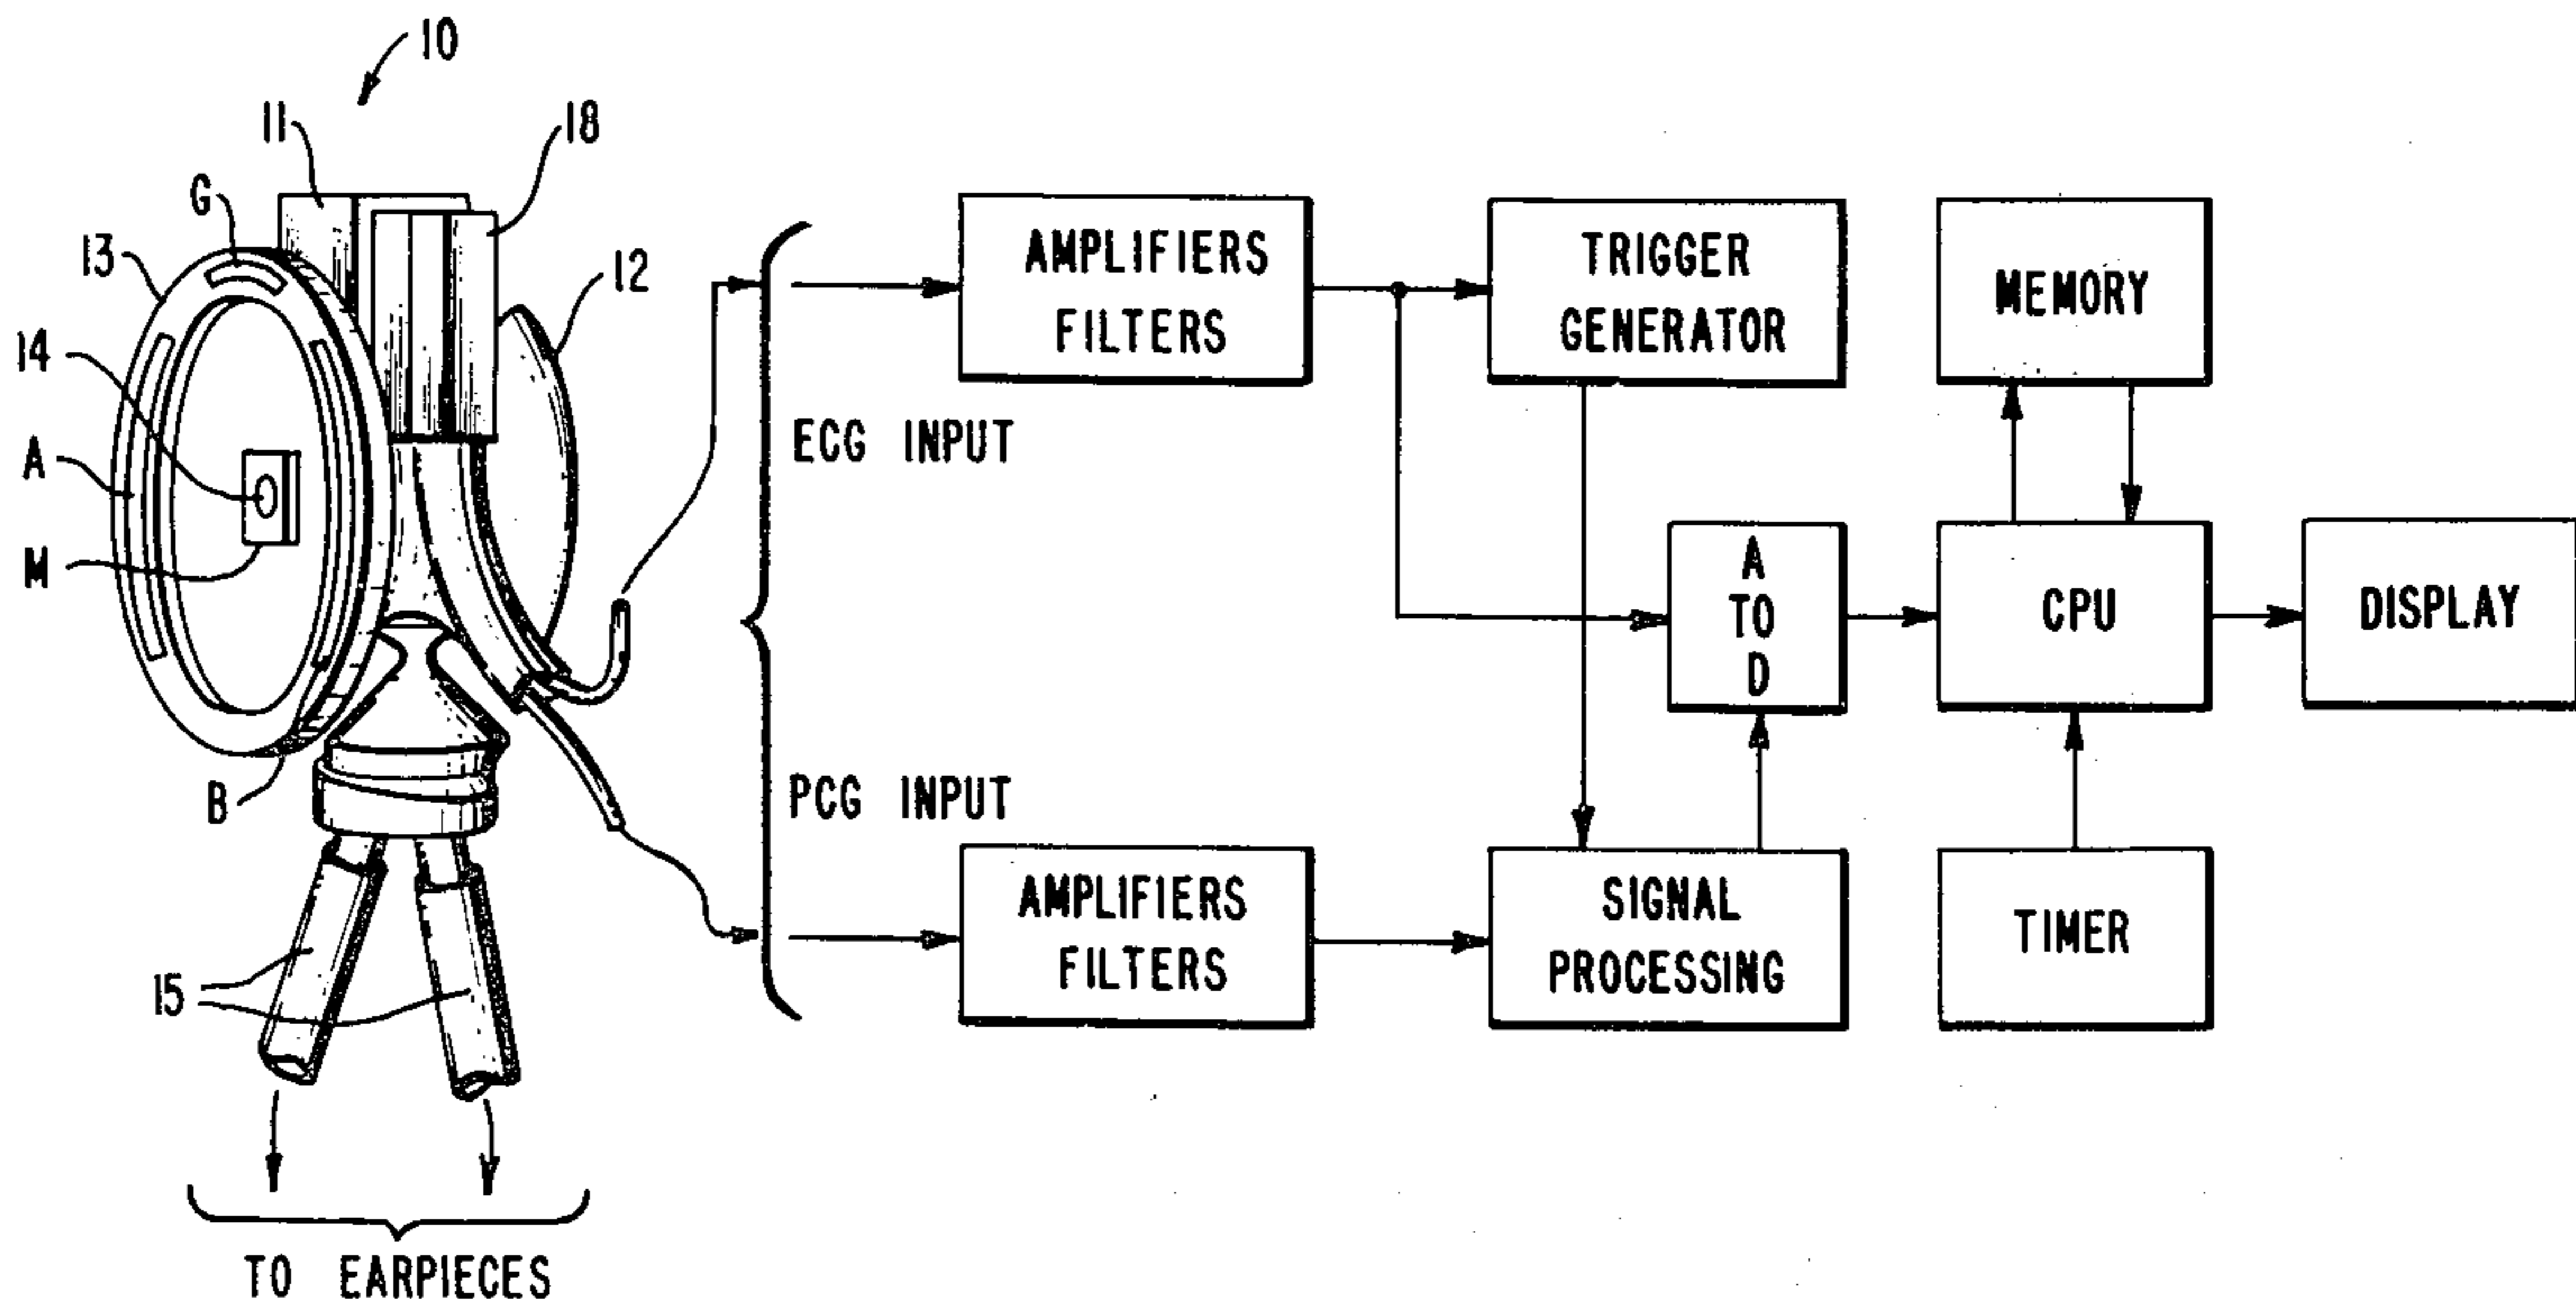 10
11
18
G
13
12
14
A
M
B
15
TO EARPIECES
ECG INPUT
PCG INPUT
AMPLIFIERS
FILTERS
TRIGGER
GENERATOR
MEMORY
A
TO
D
CPU
DISPLAY
AMPLIFIERS
FILTERS
SIGNAL
PROCESSING
TIMER